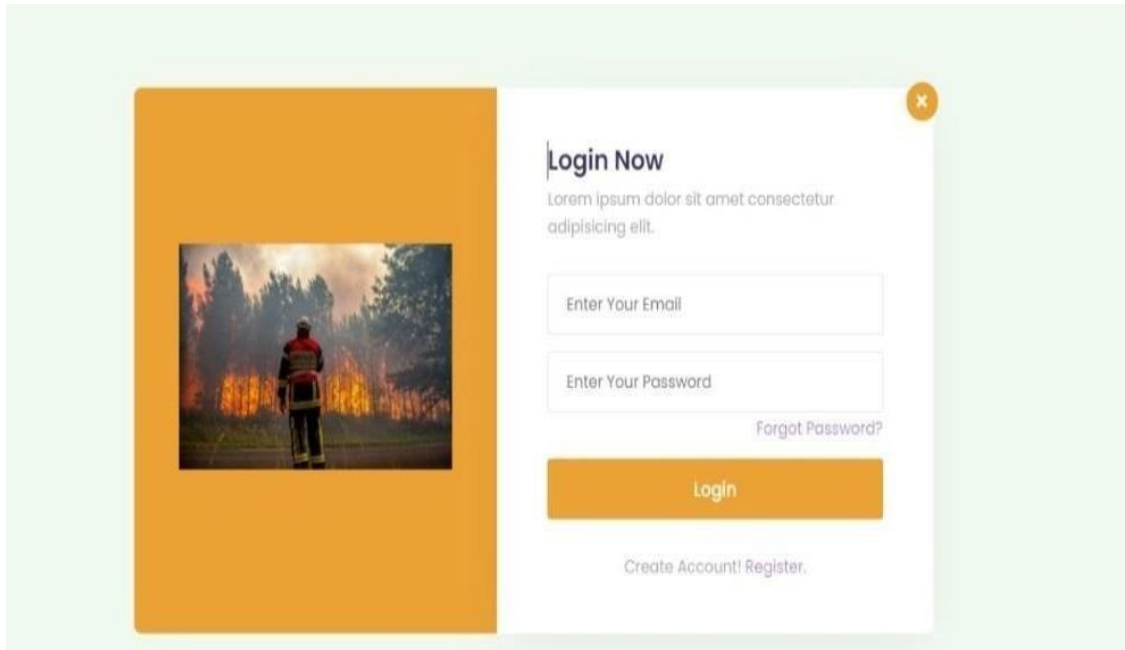 Login Now
Lorem ipsum dolor sit amet consectetur
adipisicing elit.
Enter Your Email
Enter Your Password
Forgot Password?
Login
Create Account! Register.